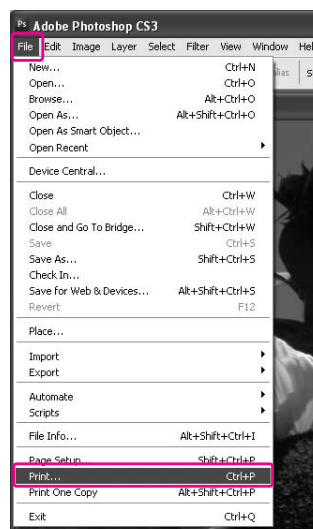 Ps Adobe Photoshop CS3
File Edit Image Layer Select Filter View Window Hel
New... Ctrl+N
Open... Ctrl+O
Browse... Alt+Ctrl+O
Open As... Alt+Shift+Ctrl+O
Open As Smart Object...
Open Recent
Device Central...
Close Ctrl+W
Close All Alt+Ctrl+W
Close and Go To Bridge... Shift+Ctrl+W
Save Ctrl+S
Save As... Shift+Ctrl+S
Check In...
Save for Web & Devices... Alt+Shift+Ctrl+S
Revert F12
Place...
Import
Export
Automate
Scripts
File Info... Alt+Shift+Ctrl+I
Page Setup... Shift+Ctrl+P
Print... Ctrl+P
Print One Copy Alt+Shift+Ctrl+P
Exit Ctrl+Q